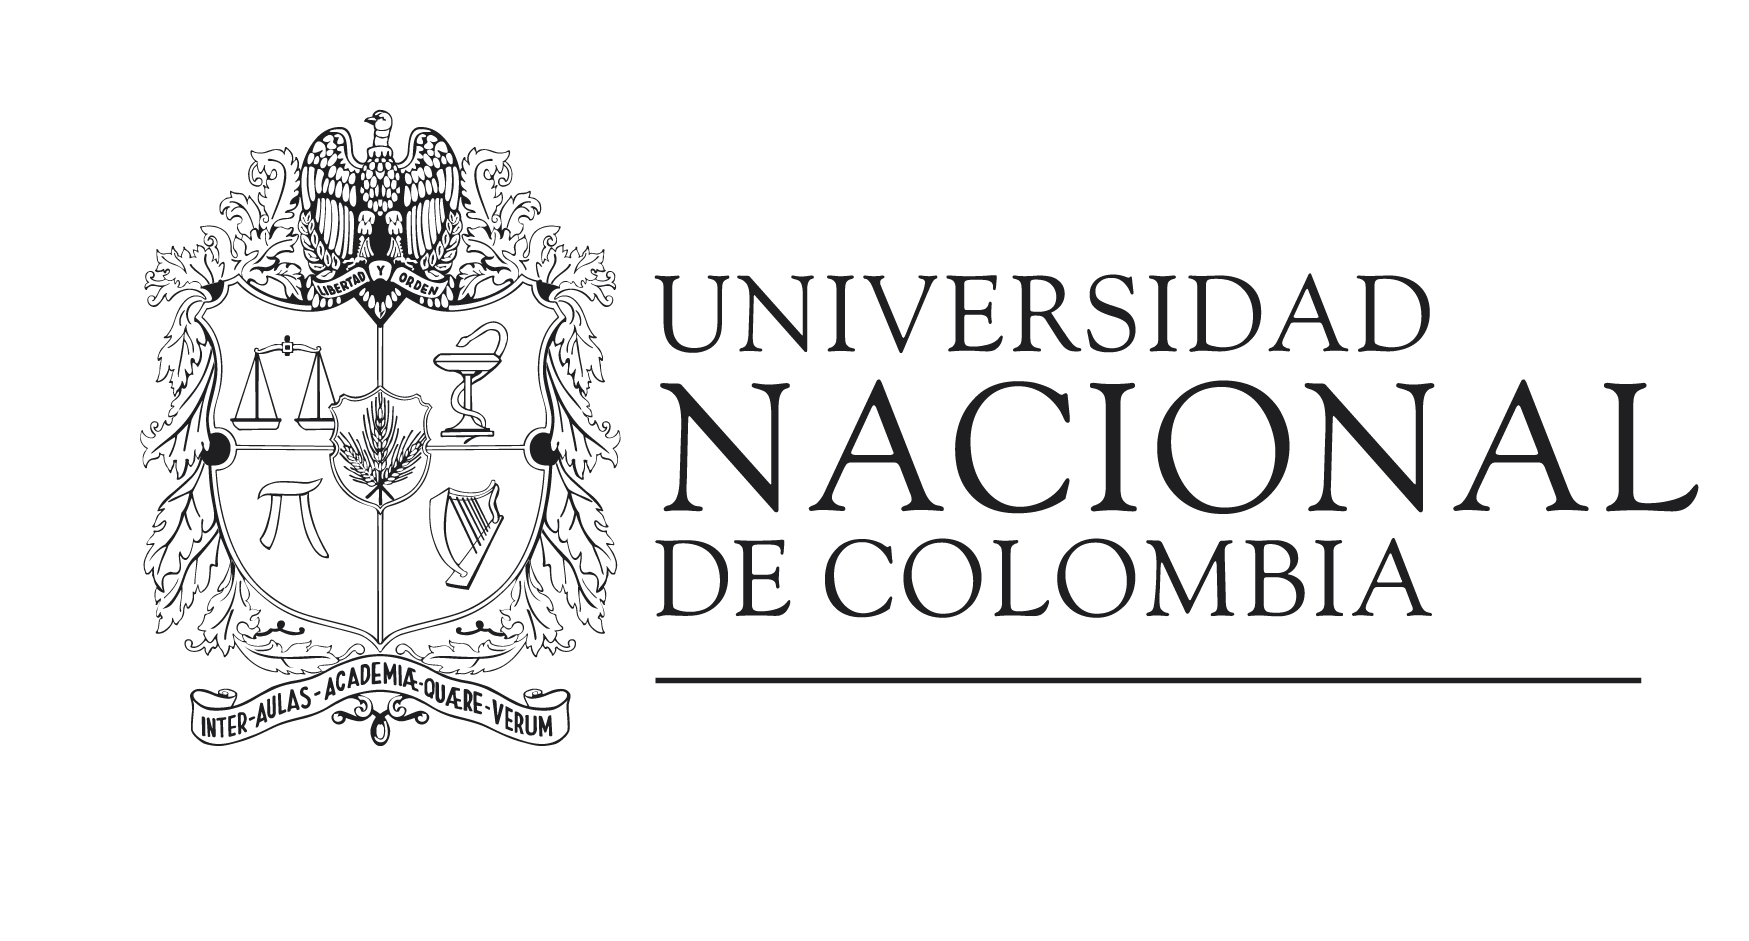 LIBERTAD Y ORDEN
INTER-AULAS-ACADEMIÆ-QUÆRE-VERUM
UNIVERSIDAD
NACIONAL
DE COLOMBIA